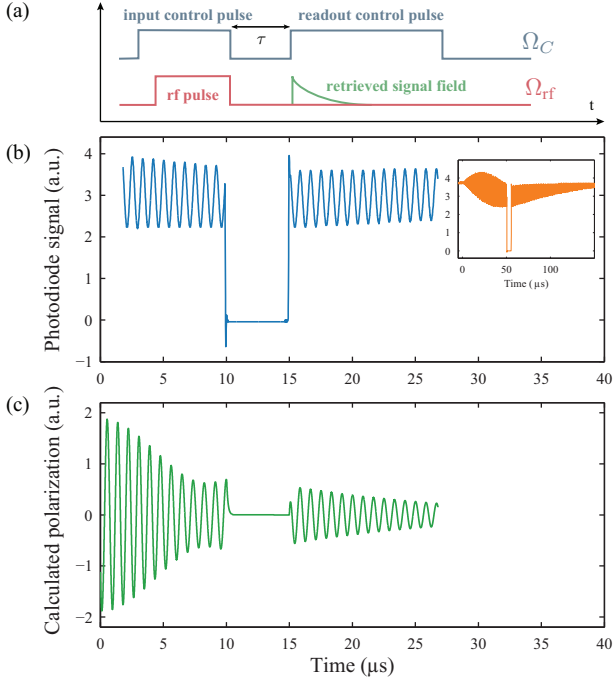 (a)
input control pulse
readout control pulse
τ
Ω_C
rf pulse
retrieved signal field
Ω_rf
t
(b)
Photodiode signal (a.u.)
4
3
2
1
0
−1
4
3
2
1
0
0
50
100
Time (µs)
0
5
10
15
20
25
30
35
40
(c)
Calculated polarization (a.u.)
2
1
0
−1
−2
0
5
10
15
20
25
30
35
40
Time (µs)